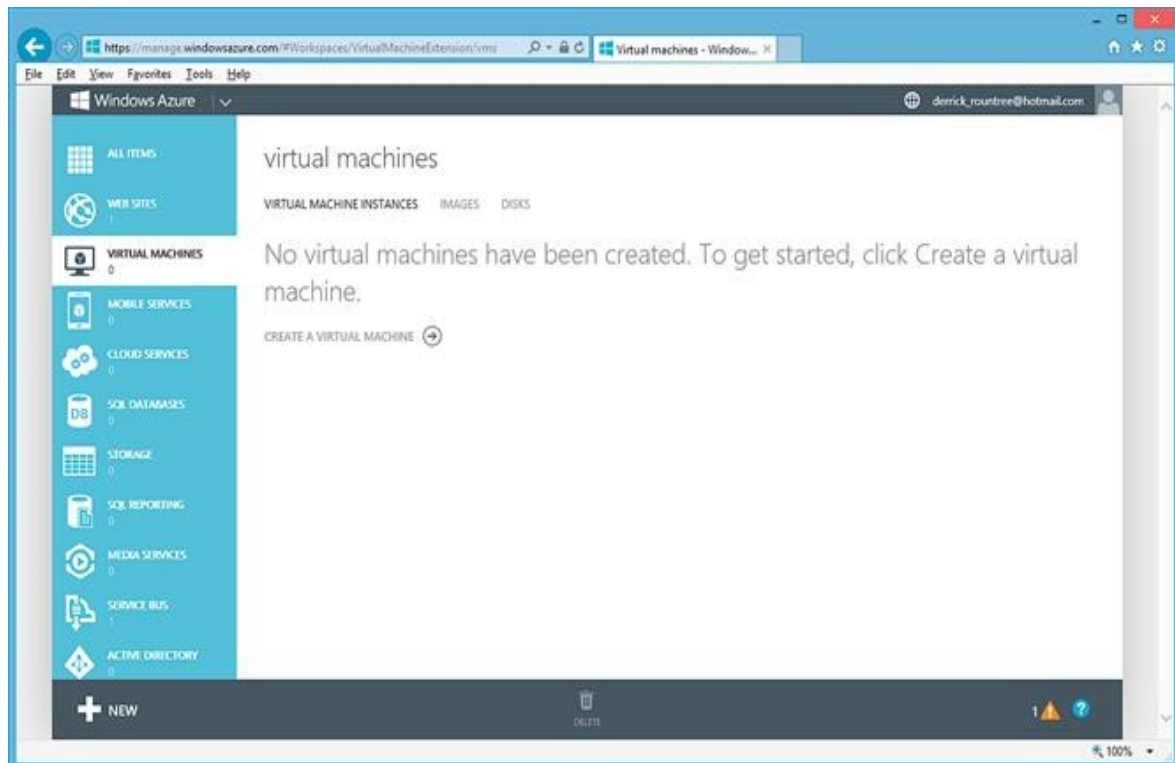 https://manage.windowsazure.com/#Workspaces/VirtualMachineExtension/vms
Virtual machines - Window...
File Edit View Favorites Tools Help
Windows Azure
derrick_rountree@hotmail.com
ALL ITEMS
WEB SITES
1
VIRTUAL MACHINES
0
MOBILE SERVICES
0
CLOUD SERVICES
0
DB
SQL DATABASES
0
STORAGE
0
SQL REPORTING
0
MEDIA SERVICES
0
SERVICE BUS
1
ACTIVE DIRECTORY
0
virtual machines
VIRTUAL MACHINE INSTANCES IMAGES DISKS
No virtual machines have been created. To get started, click Create a virtual
machine.
CREATE A VIRTUAL MACHINE
NEW
DELETE
1
?
100%